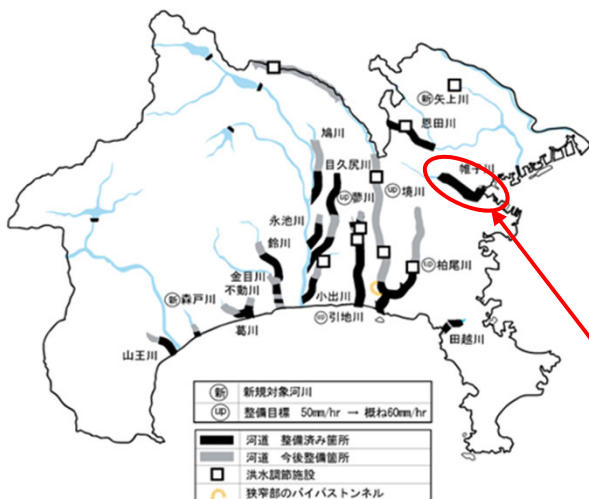 新 矢上川
恩田川
鳩川
帷子川
目久尻川
up 蓼川
up 境川
永池川
鈴川
up 柏尾川
金目川
不動川
新 森戸川
小出川
up 引地川
葛川
田越川
山王川
新 新規対象河川
up 整備目標 50mm/hr → 概ね60mm/hr
河道 整備済み箇所
河道 今後整備箇所
洪水調節施設
狭窄部のバイパストンネル